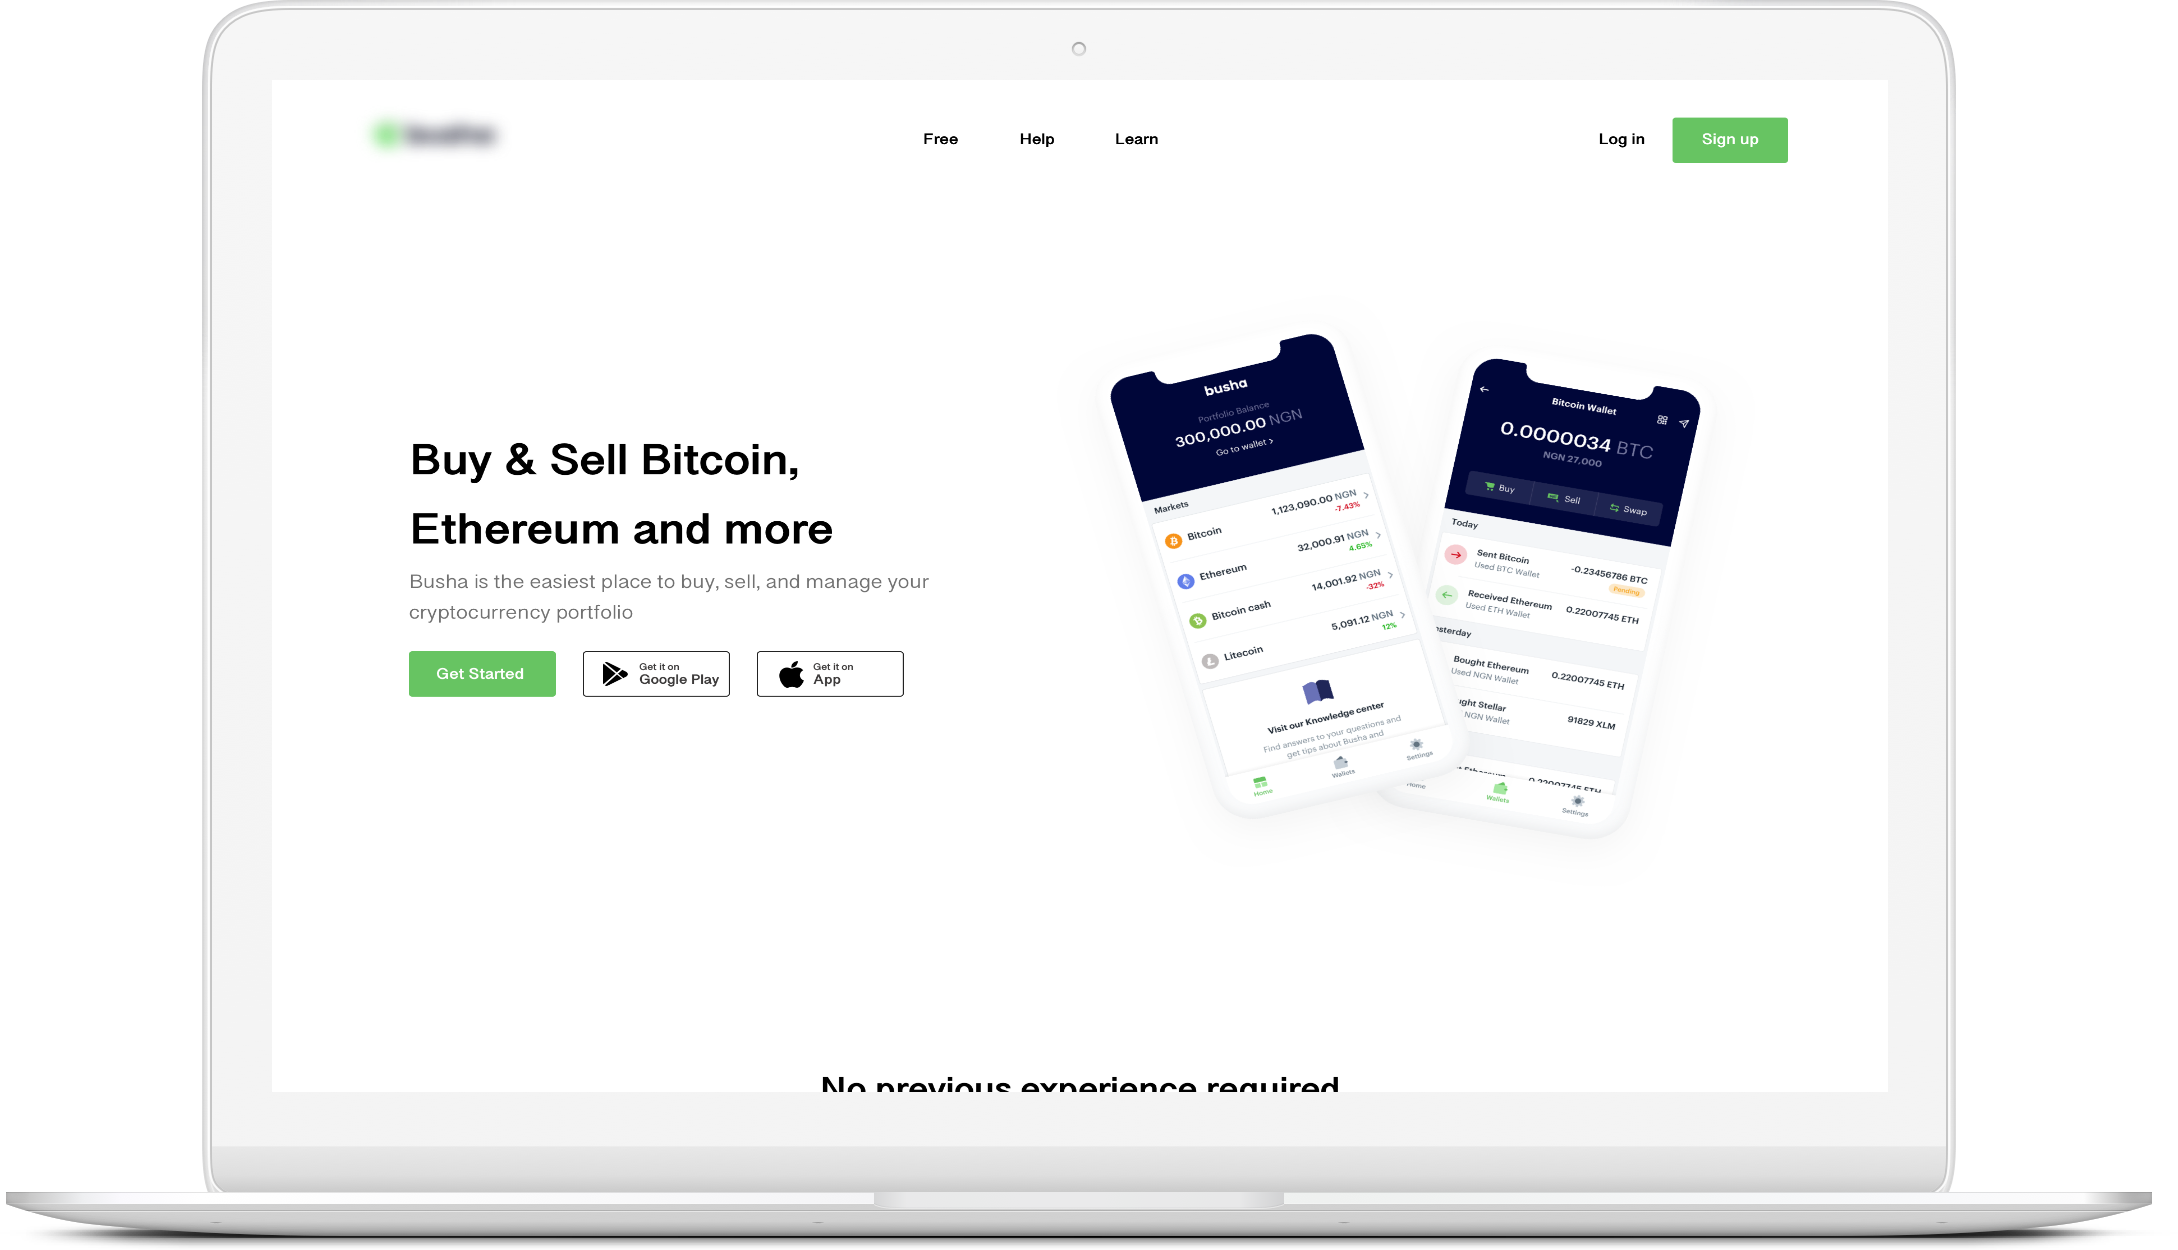 busha
Free
Help
Learn
Log in
Sign up
Buy & Sell Bitcoin,
Ethereum and more
Busha is the easiest place to buy, sell, and manage your
cryptocurrency portfolio
Get Started
Get it on
Google Play
Get it on
App
busha
Portfolio Balance
300,000.00 NGN
Go to wallet
Markets
Bitcoin
1,123,090.00 NGN
-7.43%
Ethereum
32,000.91 NGN
4.65%
Bitcoin cash
14,001.92 NGN
-32%
Litecoin
5,091.12 NGN
12%
Visit our Knowledge center
Find answers to your questions and
get tips about Busha and
Home
Wallets
Settings
Bitcoin Wallet
0.0000034 BTC
NGN 27,000
Buy
Sell
Swap
Today
Sent Bitcoin
-0.23456786 BTC
Used BTC Wallet
Pending
Received Ethereum
0.22007745 ETH
Used ETH Wallet
sterday
Bought Ethereum
0.22007745 ETH
Used NGN Wallet
ght Stellar
91829 XLM
NGN Wallet
0.22007745 ETH
Home
Wallets
Settings
No previous experience required